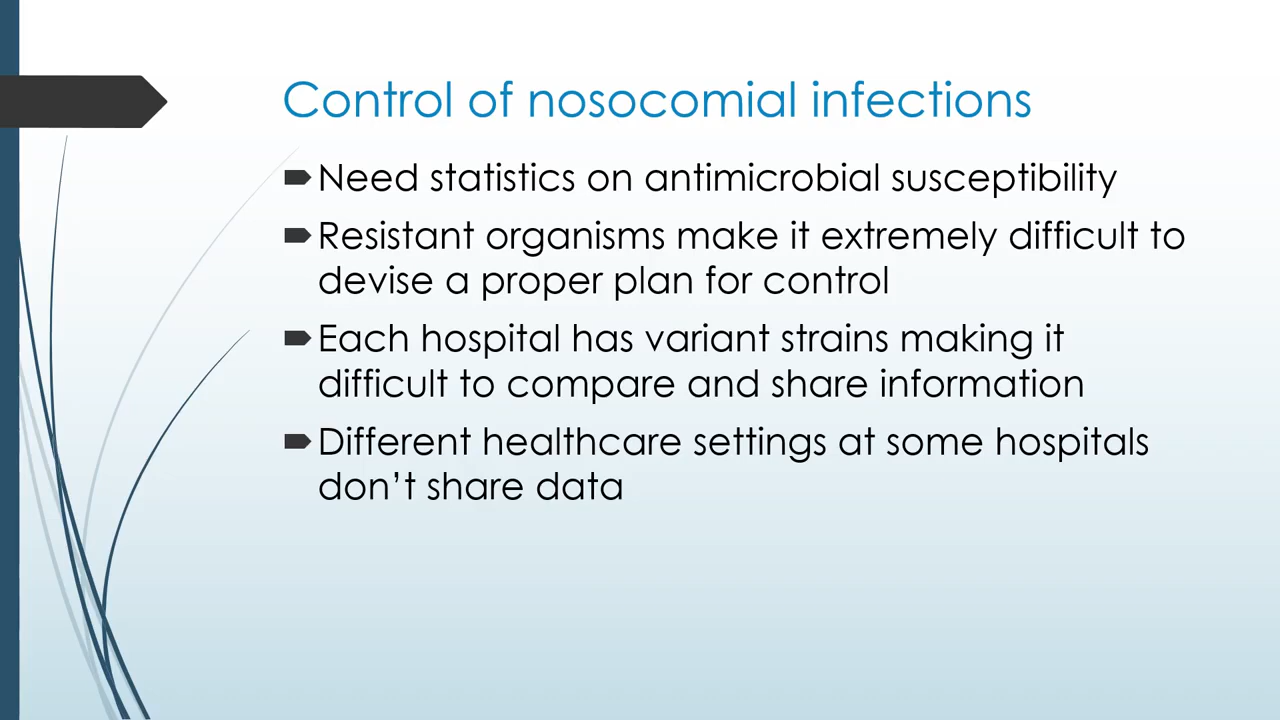 Control of nosocomial infections
Need statistics on antimicrobial susceptibility
Resistant organisms make it extremely difficult to
devise a proper plan for control
Each hospital has variant strains making it
difficult to compare and share information
Different healthcare settings at some hospitals
don’t share data